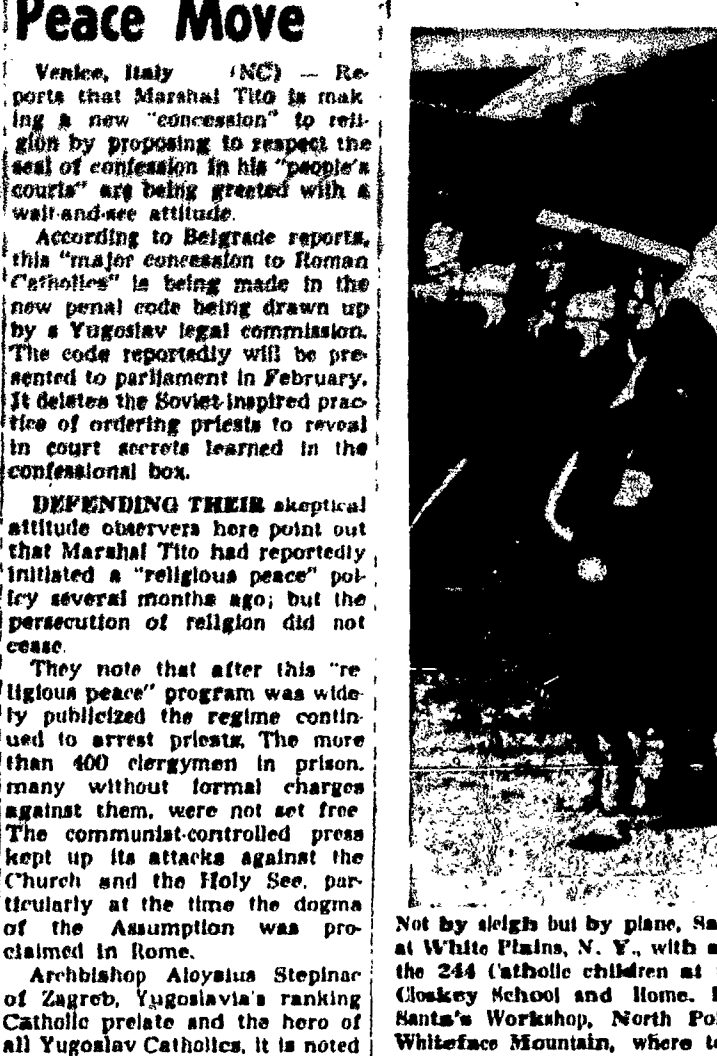 Peace Move
Venice, Italy (NC) — Re-
ports that Marshal Tito is mak
ing a new "concession" to reli-
gion by proposing to respect the
seal of confession in his "people's
courts" are being greeted with a
wait-and-see attitude.
According to Belgrade reports,
this "major concession to Roman
Catholics" is being made in the
new penal code being drawn up
by a Yugoslav legal commission.
The code reportedly will be pre-
sented to parliament in February.
It deletes the Soviet-inspired prac-
tice of ordering priests to reveal
in court secrets learned in the
confessional box.
DEFENDING THEIR skeptical
attitude observers here point out
that Marshal Tito had reportedly
initiated a "religious peace" pol-
icy several months ago; but the
persecution of religion did not
cease.
They note that after this "re
ligious peace" program was wide-
ly publicized the regime contin-
ued to arrest priests. The more
than 400 clergymen in prison,
many without formal charges
against them, were not set free
The communist-controlled press
kept up its attacks against the
Church and the Holy See, par-
ticularly at the time the dogma
of the Assumption was pro-
claimed in Rome.
Archbishop Aloysius Stepinac
of Zagreb, Yugoslavia's ranking
Catholic prelate and the hero of
all Yugoslav Catholics, it is noted
Not by sleigh but by plane, Sa
at White Plains, N. Y., with a
the 244 Catholic children at
Closkey School and Home.
Santa's Workshop, North Po
Whiteface Mountain, where to